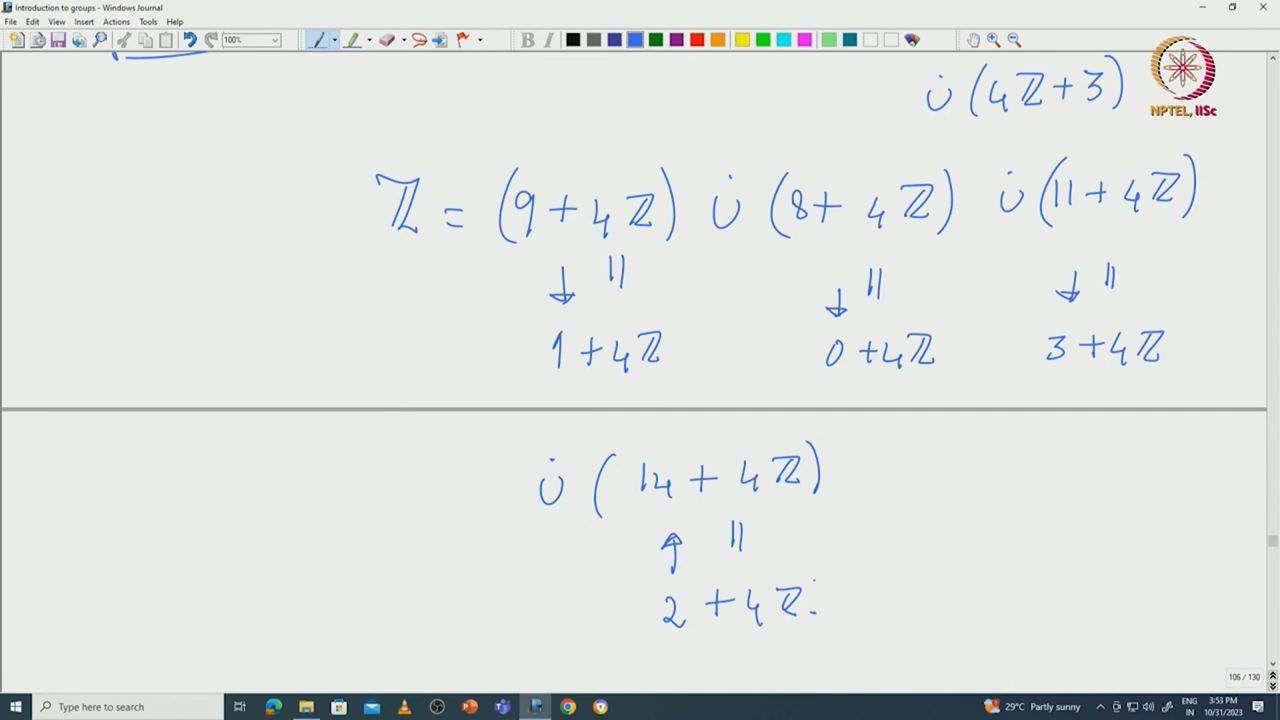 Introduction to groups - Windows Journal
File Edit View Insert Actions Tools Help
100% B I
∪̇ (4ℤ+3)
NPTEL, IISc
ℤ = (9 + 4ℤ) ∪̇ (8 + 4ℤ) ∪̇ (11 + 4ℤ)
↓ || ↓ || ↓ ||
1 + 4ℤ 0 + 4ℤ 3 + 4ℤ
∪̇ (14 + 4ℤ)
↑ ||
2 + 4ℤ
106 / 130
Type here to search 29°C Partly sunny ENG IN 3:53 PM 10/31/2023